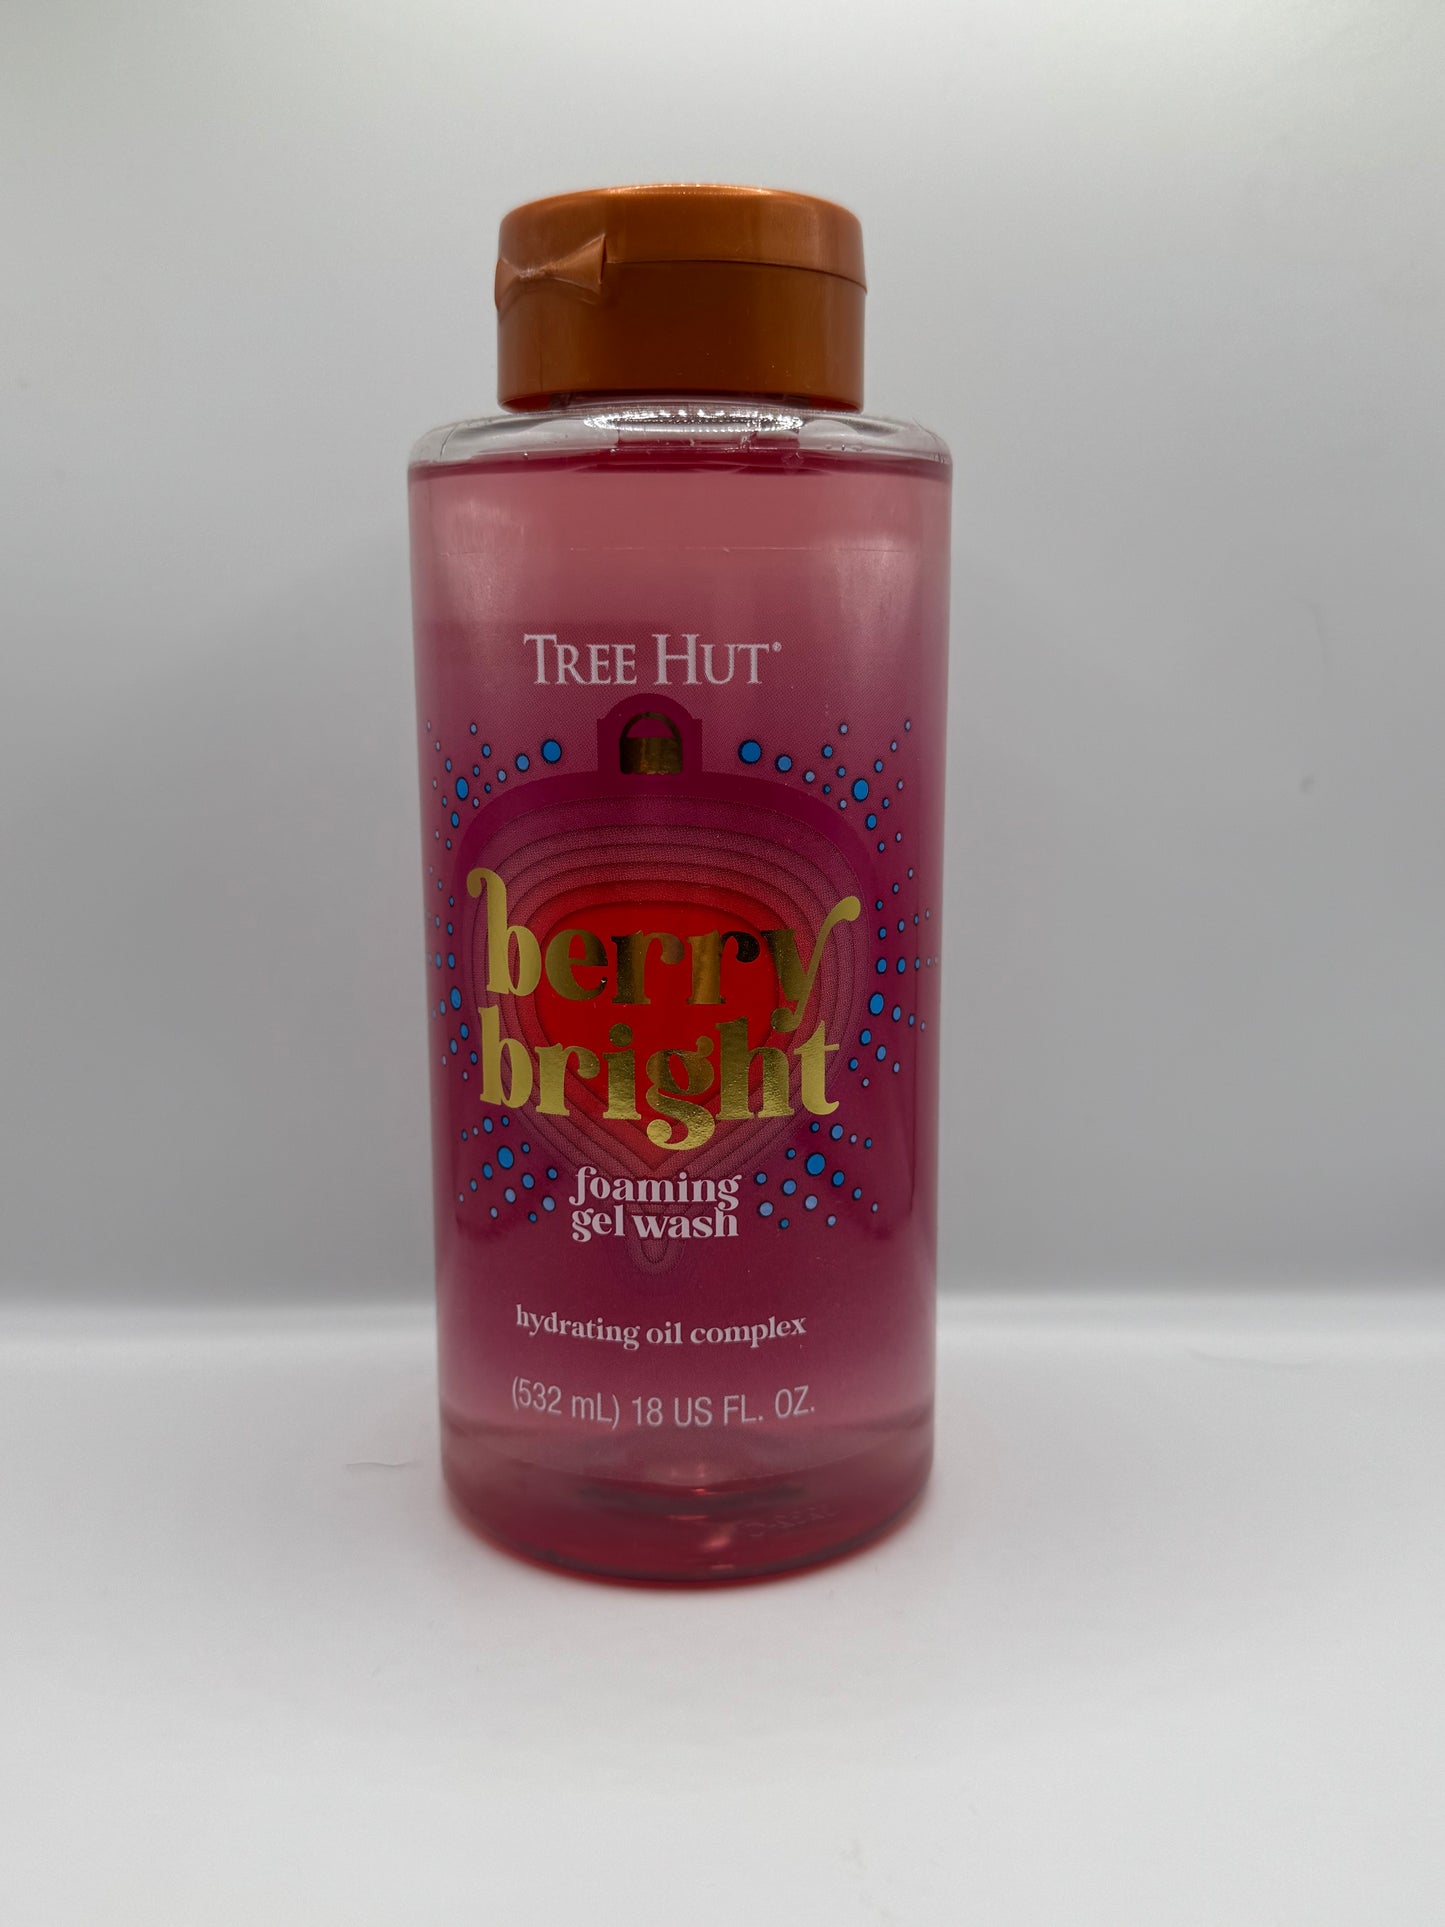 TREE HUT®
berry
bright
foaming
gel wash
hydrating oil complex
(532 mL) 18 US FL. OZ.